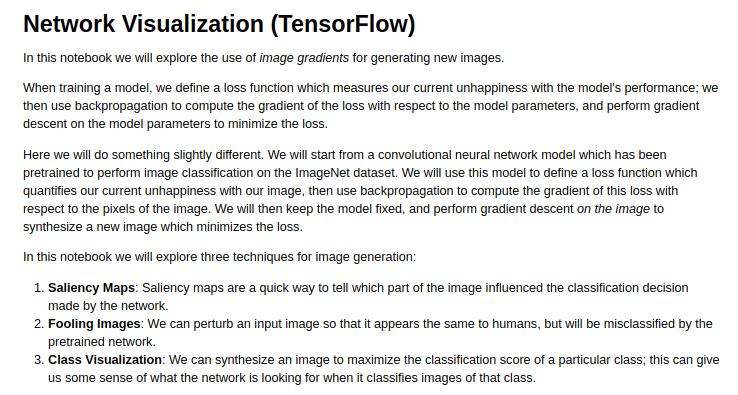 Network Visualization (TensorFlow)
In this notebook we will explore the use of image gradients for generating new images.
When training a model, we define a loss function which measures our current unhappiness with the model's performance; we
then use backpropagation to compute the gradient of the loss with respect to the model parameters, and perform gradient
descent on the model parameters to minimize the loss.
Here we will do something slightly different. We will start from a convolutional neural network model which has been
pretrained to perform image classification on the ImageNet dataset. We will use this model to define a loss function which
quantifies our current unhappiness with our image, then use backpropagation to compute the gradient of this loss with
respect to the pixels of the image. We will then keep the model fixed, and perform gradient descent on the image to
synthesize a new image which minimizes the loss.
In this notebook we will explore three techniques for image generation:
1. Saliency Maps: Saliency maps are a quick way to tell which part of the image influenced the classification decision
made by the network.
2. Fooling Images: We can perturb an input image so that it appears the same to humans, but will be misclassified by the
pretrained network.
3. Class Visualization: We can synthesize an image to maximize the classification score of a particular class; this can give
us some sense of what the network is looking for when it classifies images of that class.